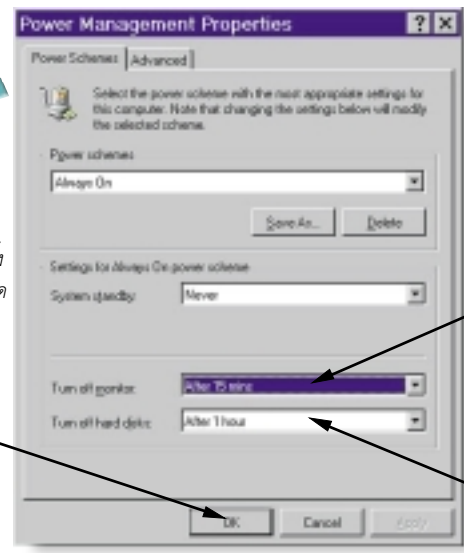 Power Management Properties
Power Schemes Advanced
Select the power scheme with the most appropriate settings for
this computer. Note that changing the settings below will modify
the selected scheme.
Power schemes
Always On
Save As... Delete
Settings for Always On power scheme
System standby: Never
Turn off monitor: After 15 mins
Turn off hard disks: After 1 hour
OK Cancel Apply